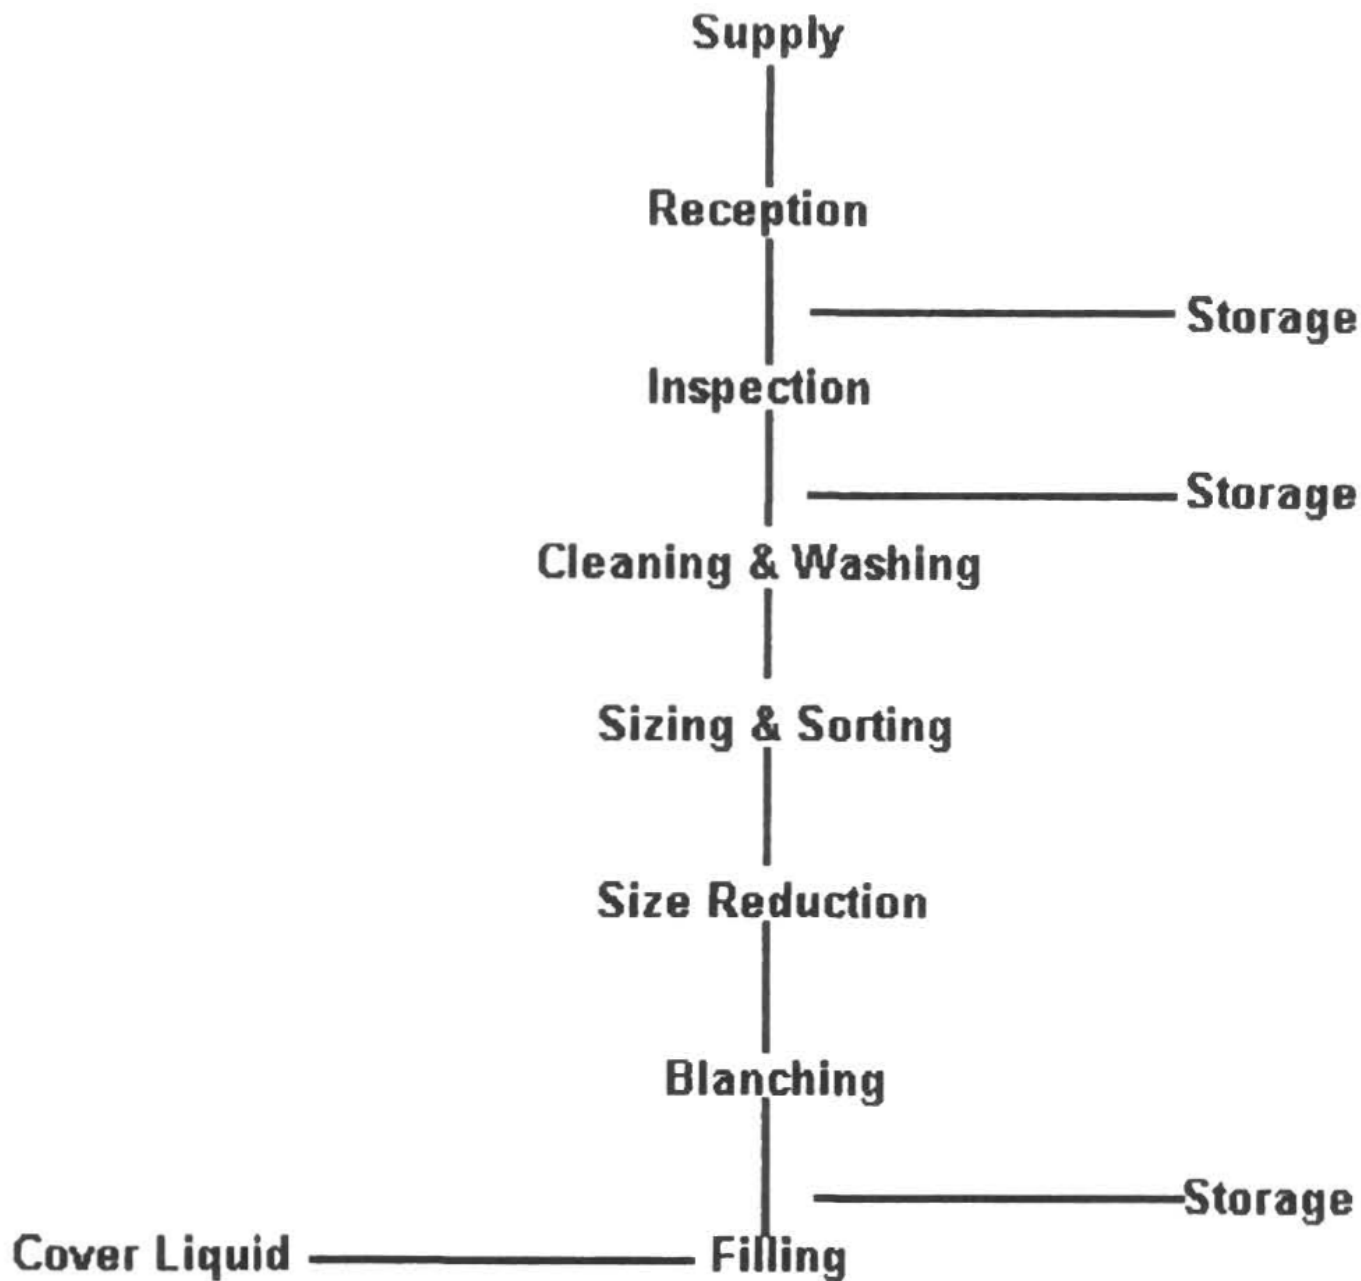 Supply
Reception
Storage
Inspection
Storage
Cleaning & Washing
Sizing & Sorting
Size Reduction
Blanching
Storage
Cover Liquid
Filling